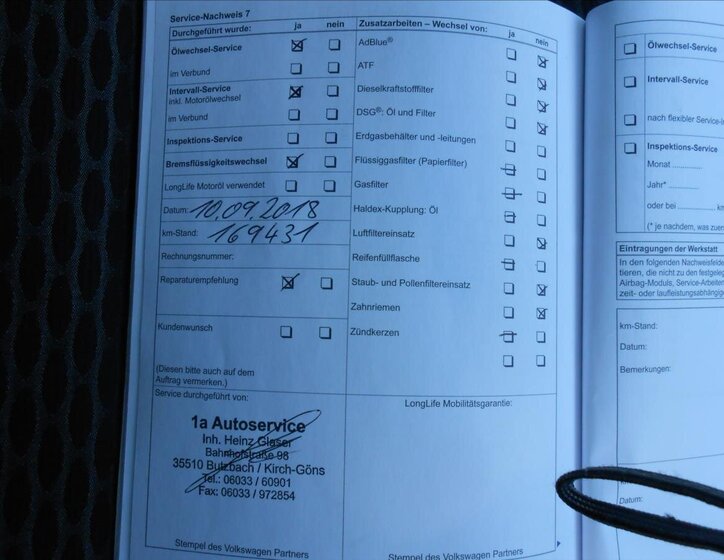 Service-Nachweis 7
Durchgeführt wurde: ja nein
Ölwechsel-Service
im Verbund
Intervall-Service
inkl. Motorölwechsel
im Verbund
Inspektions-Service
Bremsflüssigkeitswechsel
LongLife Motoröl verwendet
Datum: 10.09.2018
km-Stand: 169431
Rechnungsnummer:
Reparaturempfehlung
Kundenwunsch
(Diesen bitte auch auf dem
Auftrag vermerken.)
Service durchgeführt von:
1a Autoservice
Inh. Heinz Glaser
Bahnhofstraße 98
35510 Butzbach / Kirch-Göns
Tel.: 06033 / 60901
Fax: 06033 / 972854
Stempel des Volkswagen Partners
Zusatzarbeiten – Wechsel von: ja nein
AdBlue®
ATF
Dieselkraftstofffilter
DSG®: Öl und Filter
Erdgasbehälter und -leitungen
Flüssiggasfilter (Papierfilter)
Gasfilter
Haldex-Kupplung: Öl
Luftfiltereinsatz
Reifenfüllflasche
Staub- und Pollenfiltereinsatz
Zahnriemen
Zündkerzen
LongLife Mobilitätsgarantie:
Stempel des Volkswagen Partners
Ölwechsel-Service
Intervall-Service
nach flexibler Service-
Inspektions-Service
Monat
Jahr*
oder bei km
(* je nachdem, was
Eintragungen der Werkstatt
In den folgenden
tieren, die nicht zu den
Airbag-Moduls,
zeit- oder
km-Stand:
Datum:
Bemerkungen:
Datum: